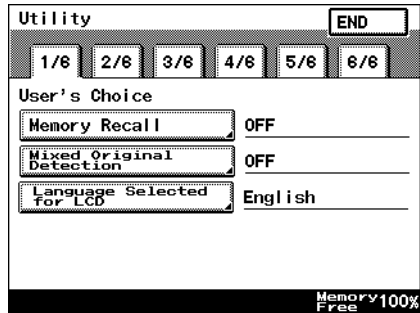 Utility END
1/6 2/6 3/6 4/6 5/6 6/6
User's Choice
Memory Recall OFF
Mixed Original
Detection OFF
Language Selected
for LCD English
Memory
Free 100%